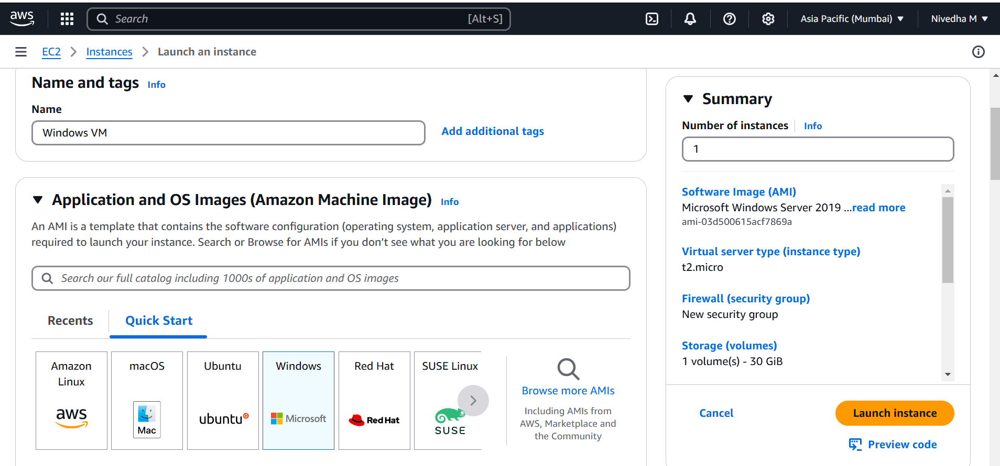 aws
Search [Alt+S]
Asia Pacific (Mumbai)
Nivedha M
EC2
Instances
Launch an instance
Name and tags Info
Name
Windows VM
Add additional tags
Application and OS Images (Amazon Machine Image) Info
An AMI is a template that contains the software configuration (operating system, application server, and applications)
required to launch your instance. Search or Browse for AMIs if you don’t see what you are looking for below
Search our full catalog including 1000s of application and OS images
Recents
Quick Start
Amazon
Linux
aws
macOS
Mac
Ubuntu
ubuntu
Windows
Microsoft
Red Hat
Red Hat
SUSE Linux
SUSE
Browse more AMIs
Including AMIs from
AWS, Marketplace and
the Community
Summary
Number of instances Info
1
Software Image (AMI)
Microsoft Windows Server 2019 ...read more
ami-03d500615acf7869a
Virtual server type (instance type)
t2.micro
Firewall (security group)
New security group
Storage (volumes)
1 volume(s) - 30 GiB
Cancel
Launch instance
Preview code